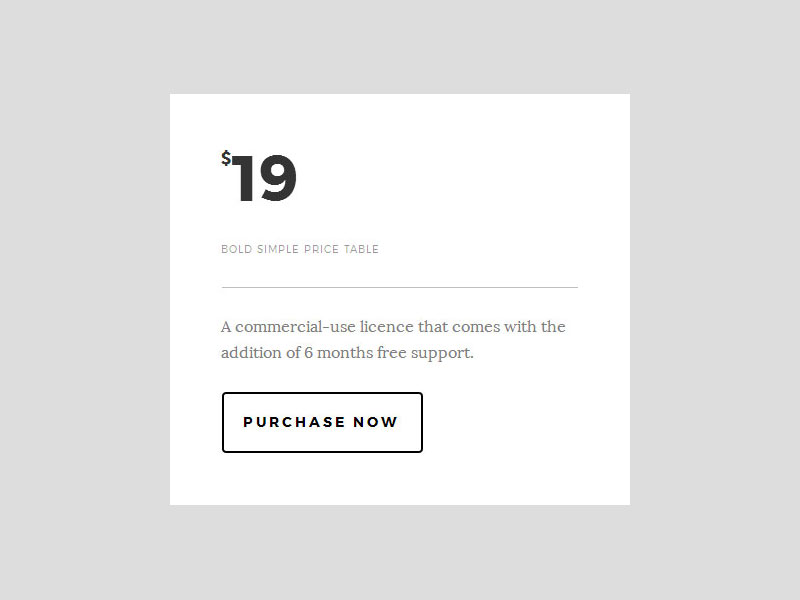 $19
BOLD SIMPLE PRICE TABLE
A commercial-use licence that comes with the
addition of 6 months free support.
PURCHASE NOW